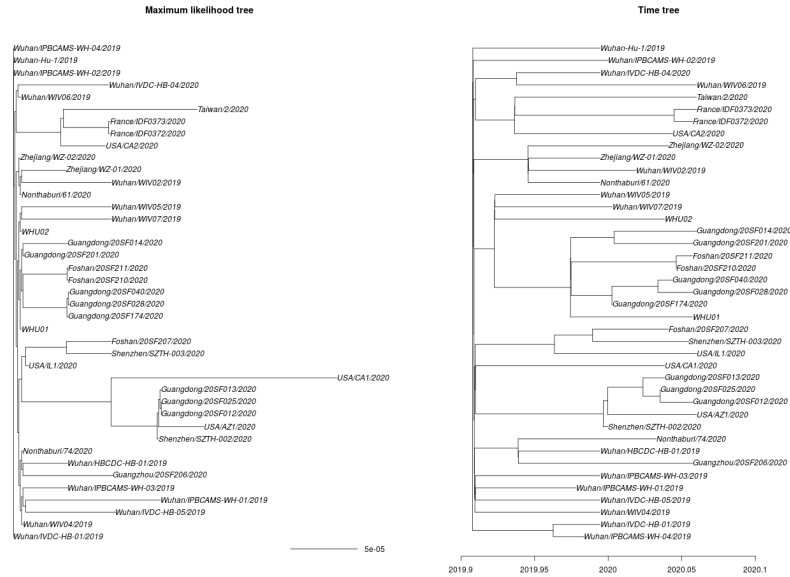 Maximum likelihood tree
Wuhan/IPBCAMS-WH-04/2019
Wuhan-Hu-1/2019
Wuhan/IPBCAMS-WH-02/2019
Wuhan/IVDC-HB-04/2020
Wuhan/WIV06/2019
Taiwan/2/2020
France/IDF0373/2020
France/IDF0372/2020
USA/CA2/2020
Zhejiang/WZ-02/2020
Zhejiang/WZ-01/2020
Wuhan/WIV02/2019
Nonthaburi/61/2020
Wuhan/WIV05/2019
Wuhan/WIV07/2019
WHU02
Guangdong/20SF014/2020
Guangdong/20SF201/2020
Foshan/20SF211/2020
Foshan/20SF210/2020
Guangdong/20SF040/2020
Guangdong/20SF028/2020
Guangdong/20SF174/2020
WHU01
Foshan/20SF207/2020
Shenzhen/SZTH-003/2020
USA/IL1/2020
USA/CA1/2020
Guangdong/20SF013/2020
Guangdong/20SF025/2020
Guangdong/20SF012/2020
USA/AZ1/2020
Shenzhen/SZTH-002/2020
Nonthaburi/74/2020
Wuhan/HBCDC-HB-01/2019
Guangzhou/20SF206/2020
Wuhan/IPBCAMS-WH-03/2019
Wuhan/IPBCAMS-WH-01/2019
Wuhan/IVDC-HB-05/2019
Wuhan/WIV04/2019
Wuhan/IVDC-HB-01/2019
5e-05
Time tree
Wuhan-Hu-1/2019
Wuhan/IPBCAMS-WH-02/2019
Wuhan/IVDC-HB-04/2020
Wuhan/WIV06/2019
Taiwan/2/2020
France/IDF0373/2020
France/IDF0372/2020
USA/CA2/2020
Zhejiang/WZ-02/2020
Zhejiang/WZ-01/2020
Wuhan/WIV02/2019
Nonthaburi/61/2020
Wuhan/WIV05/2019
Wuhan/WIV07/2019
WHU02
Guangdong/20SF014/2020
Guangdong/20SF201/2020
Foshan/20SF211/2020
Foshan/20SF210/2020
Guangdong/20SF040/2020
Guangdong/20SF028/2020
Guangdong/20SF174/2020
WHU01
Foshan/20SF207/2020
Shenzhen/SZTH-003/2020
USA/IL1/2020
USA/CA1/2020
Guangdong/20SF013/2020
Guangdong/20SF025/2020
Guangdong/20SF012/2020
USA/AZ1/2020
Shenzhen/SZTH-002/2020
Nonthaburi/74/2020
Wuhan/HBCDC-HB-01/2019
Guangzhou/20SF206/2020
Wuhan/IPBCAMS-WH-03/2019
Wuhan/IPBCAMS-WH-01/2019
Wuhan/IVDC-HB-05/2019
Wuhan/WIV04/2019
Wuhan/IVDC-HB-01/2019
Wuhan/IPBCAMS-WH-04/2019
2019.9 2019.95 2020 2020.05 2020.1